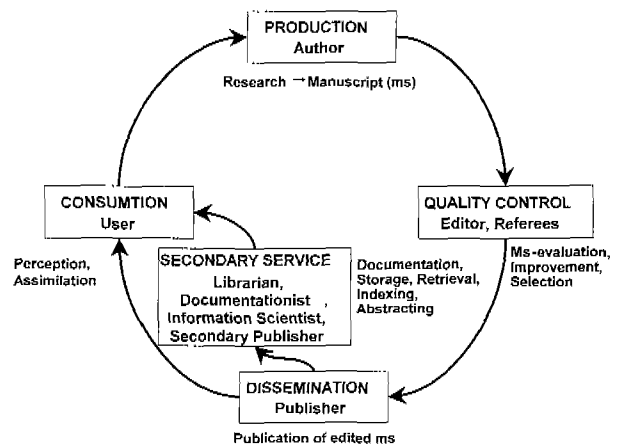 PRODUCTION
Author
Research → Manuscript (ms)
CONSUMTION
User
QUALITY CONTROL
Editor, Referees
Perception,
Assimilation
SECONDARY SERVICE
Librarian,
Documentationist ,
Information Scientist,
Secondary Publisher
Documentation,
Storage, Retrieval,
Indexing,
Abstracting
Ms-evaluation,
Improvement,
Selection
DISSEMINATION
Publisher
Publication of edited ms